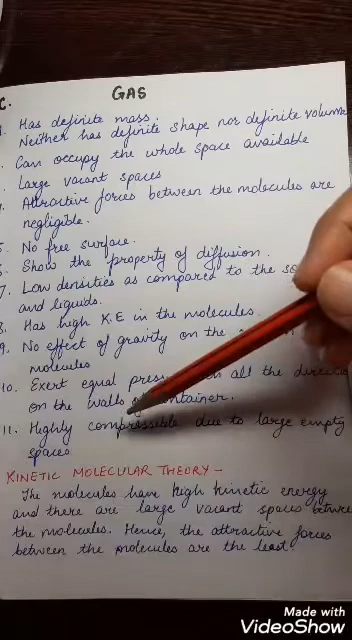 C.
GAS
Has definite mass.
Neither has definite shape nor definite volume
Can occupy the whole space available
Large vacant spaces
Attractive forces between the molecules are
negligible.
5. No free surface.
6. Show the property of diffusion.
7. Low densities as compared to the
and liquids.
8. Has high K.E in the molecules.
9. No effect of gravity on the
molecules
10. Exert equal all the
on the walls of container.
11. Highly compressible due to large empty
spaces
KINETIC MOLECULAR THEORY -
The molecules have high kinetic energy
and there are large vacant spaces between
the molecules. Hence, the attractive forces
between the molecules are the least.
Made with
VideoShow